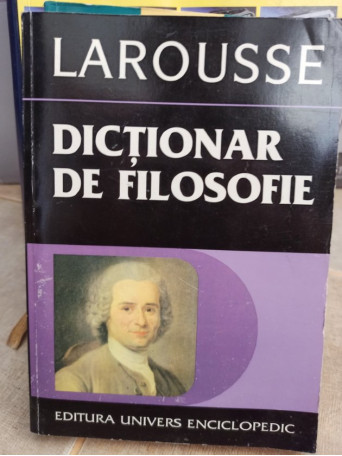 LAROUSSE
DICȚIONAR
DE FILOSOFIE
EDITURA UNIVERS ENCICLOPEDIC